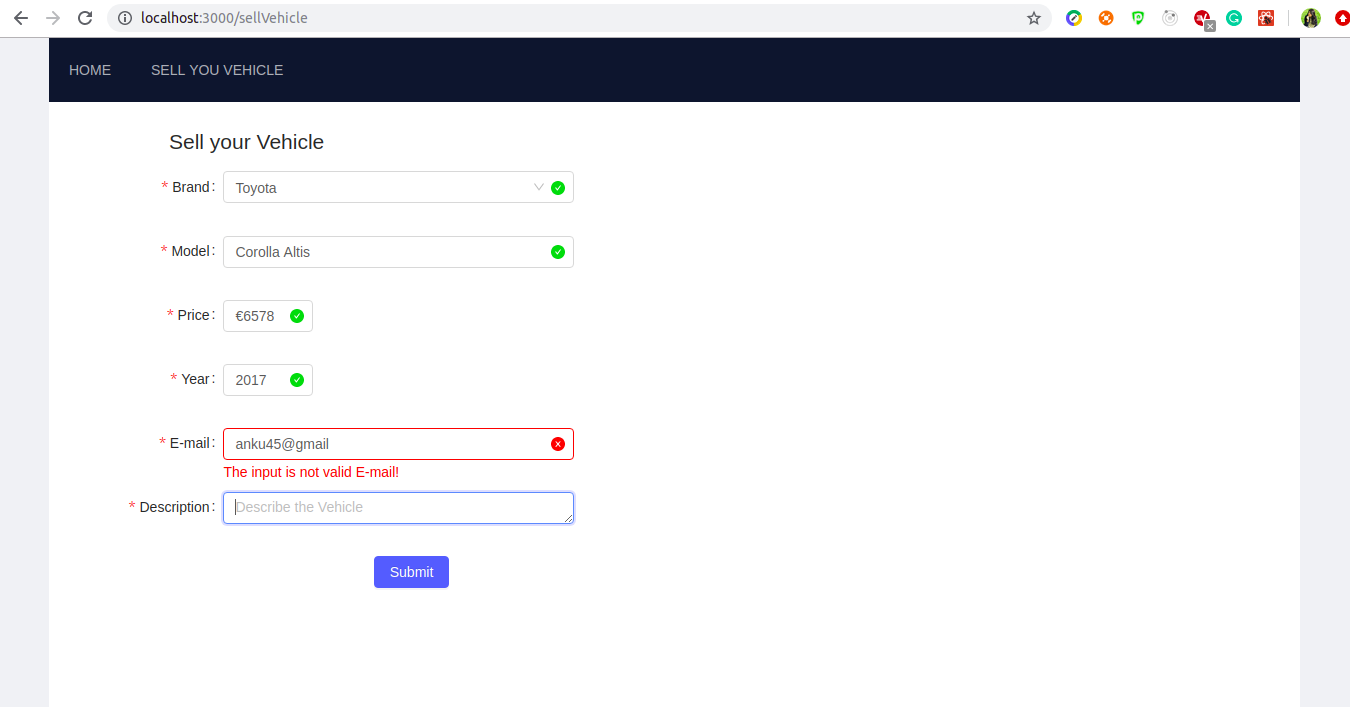 localhost:3000/sellVehicle
HOME SELL YOU VEHICLE
Sell your Vehicle
* Brand: Toyota
* Model: Corolla Altis
* Price: €6578
* Year: 2017
* E-mail: anku45@gmail
The input is not valid E-mail!
* Description: Describe the Vehicle
Submit